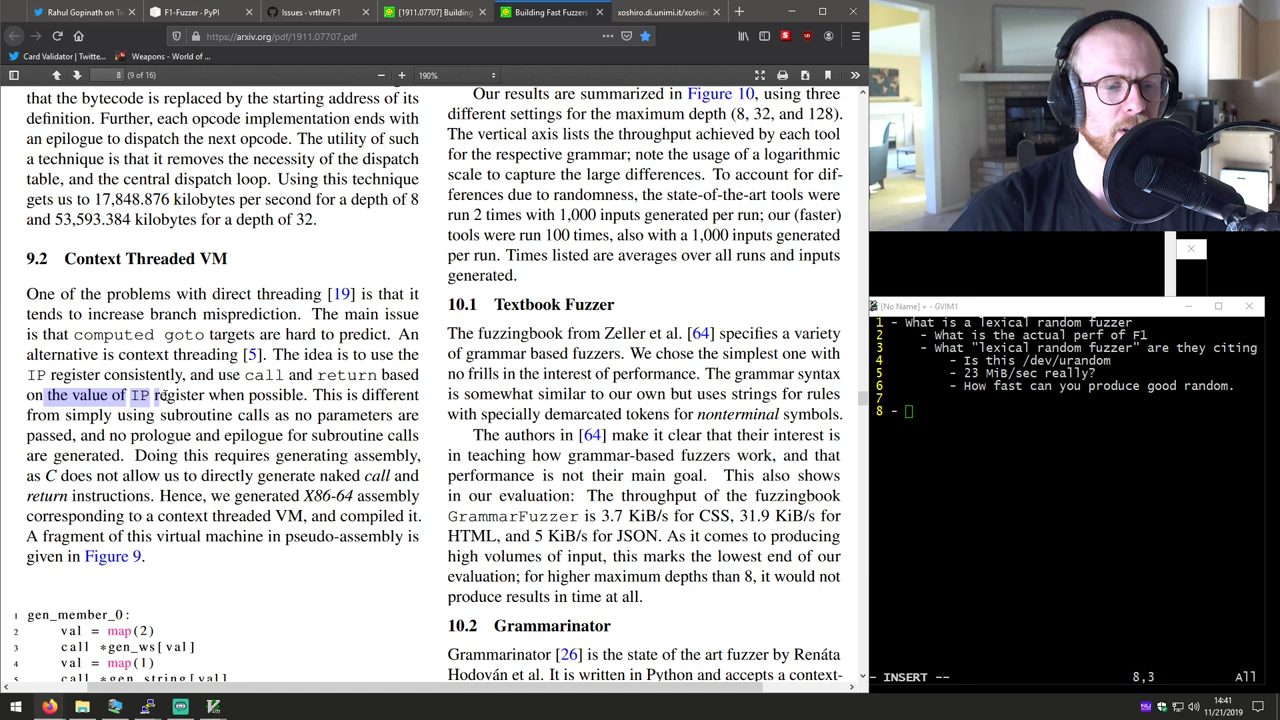 Rahul Gopinath on Tw
F1-Fuzzer · PyPI
Issues · vrthra/F1
[1911.07707] Building
Building Fast Fuzzers
xoshiro.di.unimi.it/xoshiro
https://arxiv.org/pdf/1911.07707.pdf
Card Validator | Twitter
Weapons - World of ...
8 (9 of 16)
190%
that the bytecode is replaced by the starting address of its
definition. Further, each opcode implementation ends with
an epilogue to dispatch the next opcode. The utility of such
a technique is that it removes the necessity of the dispatch
table, and the central dispatch loop. Using this technique
gets us to 17,848.876 kilobytes per second for a depth of 8
and 53,593.384 kilobytes for a depth of 32.
9.2 Context Threaded VM
One of the problems with direct threading [19] is that it
tends to increase branch misprediction. The main issue
is that computed goto targets are hard to predict. An
alternative is context threading [5]. The idea is to use the
IP register consistently, and use call and return based
on the value of IP register when possible. This is different
from simply using subroutine calls as no parameters are
passed, and no prologue and epilogue for subroutine calls
are generated. Doing this requires generating assembly,
as C does not allow us to directly generate naked call and
return instructions. Hence, we generated X86-64 assembly
corresponding to a context threaded VM, and compiled it.
A fragment of this virtual machine in pseudo-assembly is
given in Figure 9.
1 gen_member_0:
2 val = map(2)
3 call *gen_ws[val]
4 val = map(1)
5 call *gen_string[val]
Our results are summarized in Figure 10, using three
different settings for the maximum depth (8, 32, and 128).
The vertical axis lists the throughput achieved by each tool
for the respective grammar; note the usage of a logarithmic
scale to capture the large differences. To account for dif-
ferences due to randomness, the state-of-the-art tools were
run 2 times with 1,000 inputs generated per run; our (faster)
tools were run 100 times, also with a 1,000 inputs generated
per run. Times listed are averages over all runs and inputs
generated.
10.1 Textbook Fuzzer
The fuzzingbook from Zeller et al. [64] specifies a variety
of grammar based fuzzers. We chose the simplest one with
no frills in the interest of performance. The grammar syntax
is somewhat similar to our own but uses strings for rules
with specially demarcated tokens for nonterminal symbols.
The authors in [64] make it clear that their interest is
in teaching how grammar-based fuzzers work, and that
performance is not their main goal. This also shows
in our evaluation: The throughput of the fuzzingbook
GrammarFuzzer is 3.7 KiB/s for CSS, 31.9 KiB/s for
HTML, and 5 KiB/s for JSON. As it comes to producing
high volumes of input, this marks the lowest end of our
evaluation; for higher maximum depths than 8, it would not
produce results in time at all.
10.2 Grammarinator
Grammarinator [26] is the state of the art fuzzer by Renáta
Hodován et al. It is written in Python and accepts a context-
[No Name] + - GVIM1
1 - What is a lexical random fuzzer
2 - What is the actual perf of F1
3 - What "lexical random fuzzer" are they citing
4 - Is this /dev/urandom
5 - 23 MiB/sec really?
6 - How fast can you produce good random.
7
8 -
-- INSERT -- 8,3 All
14:41
11/21/2019